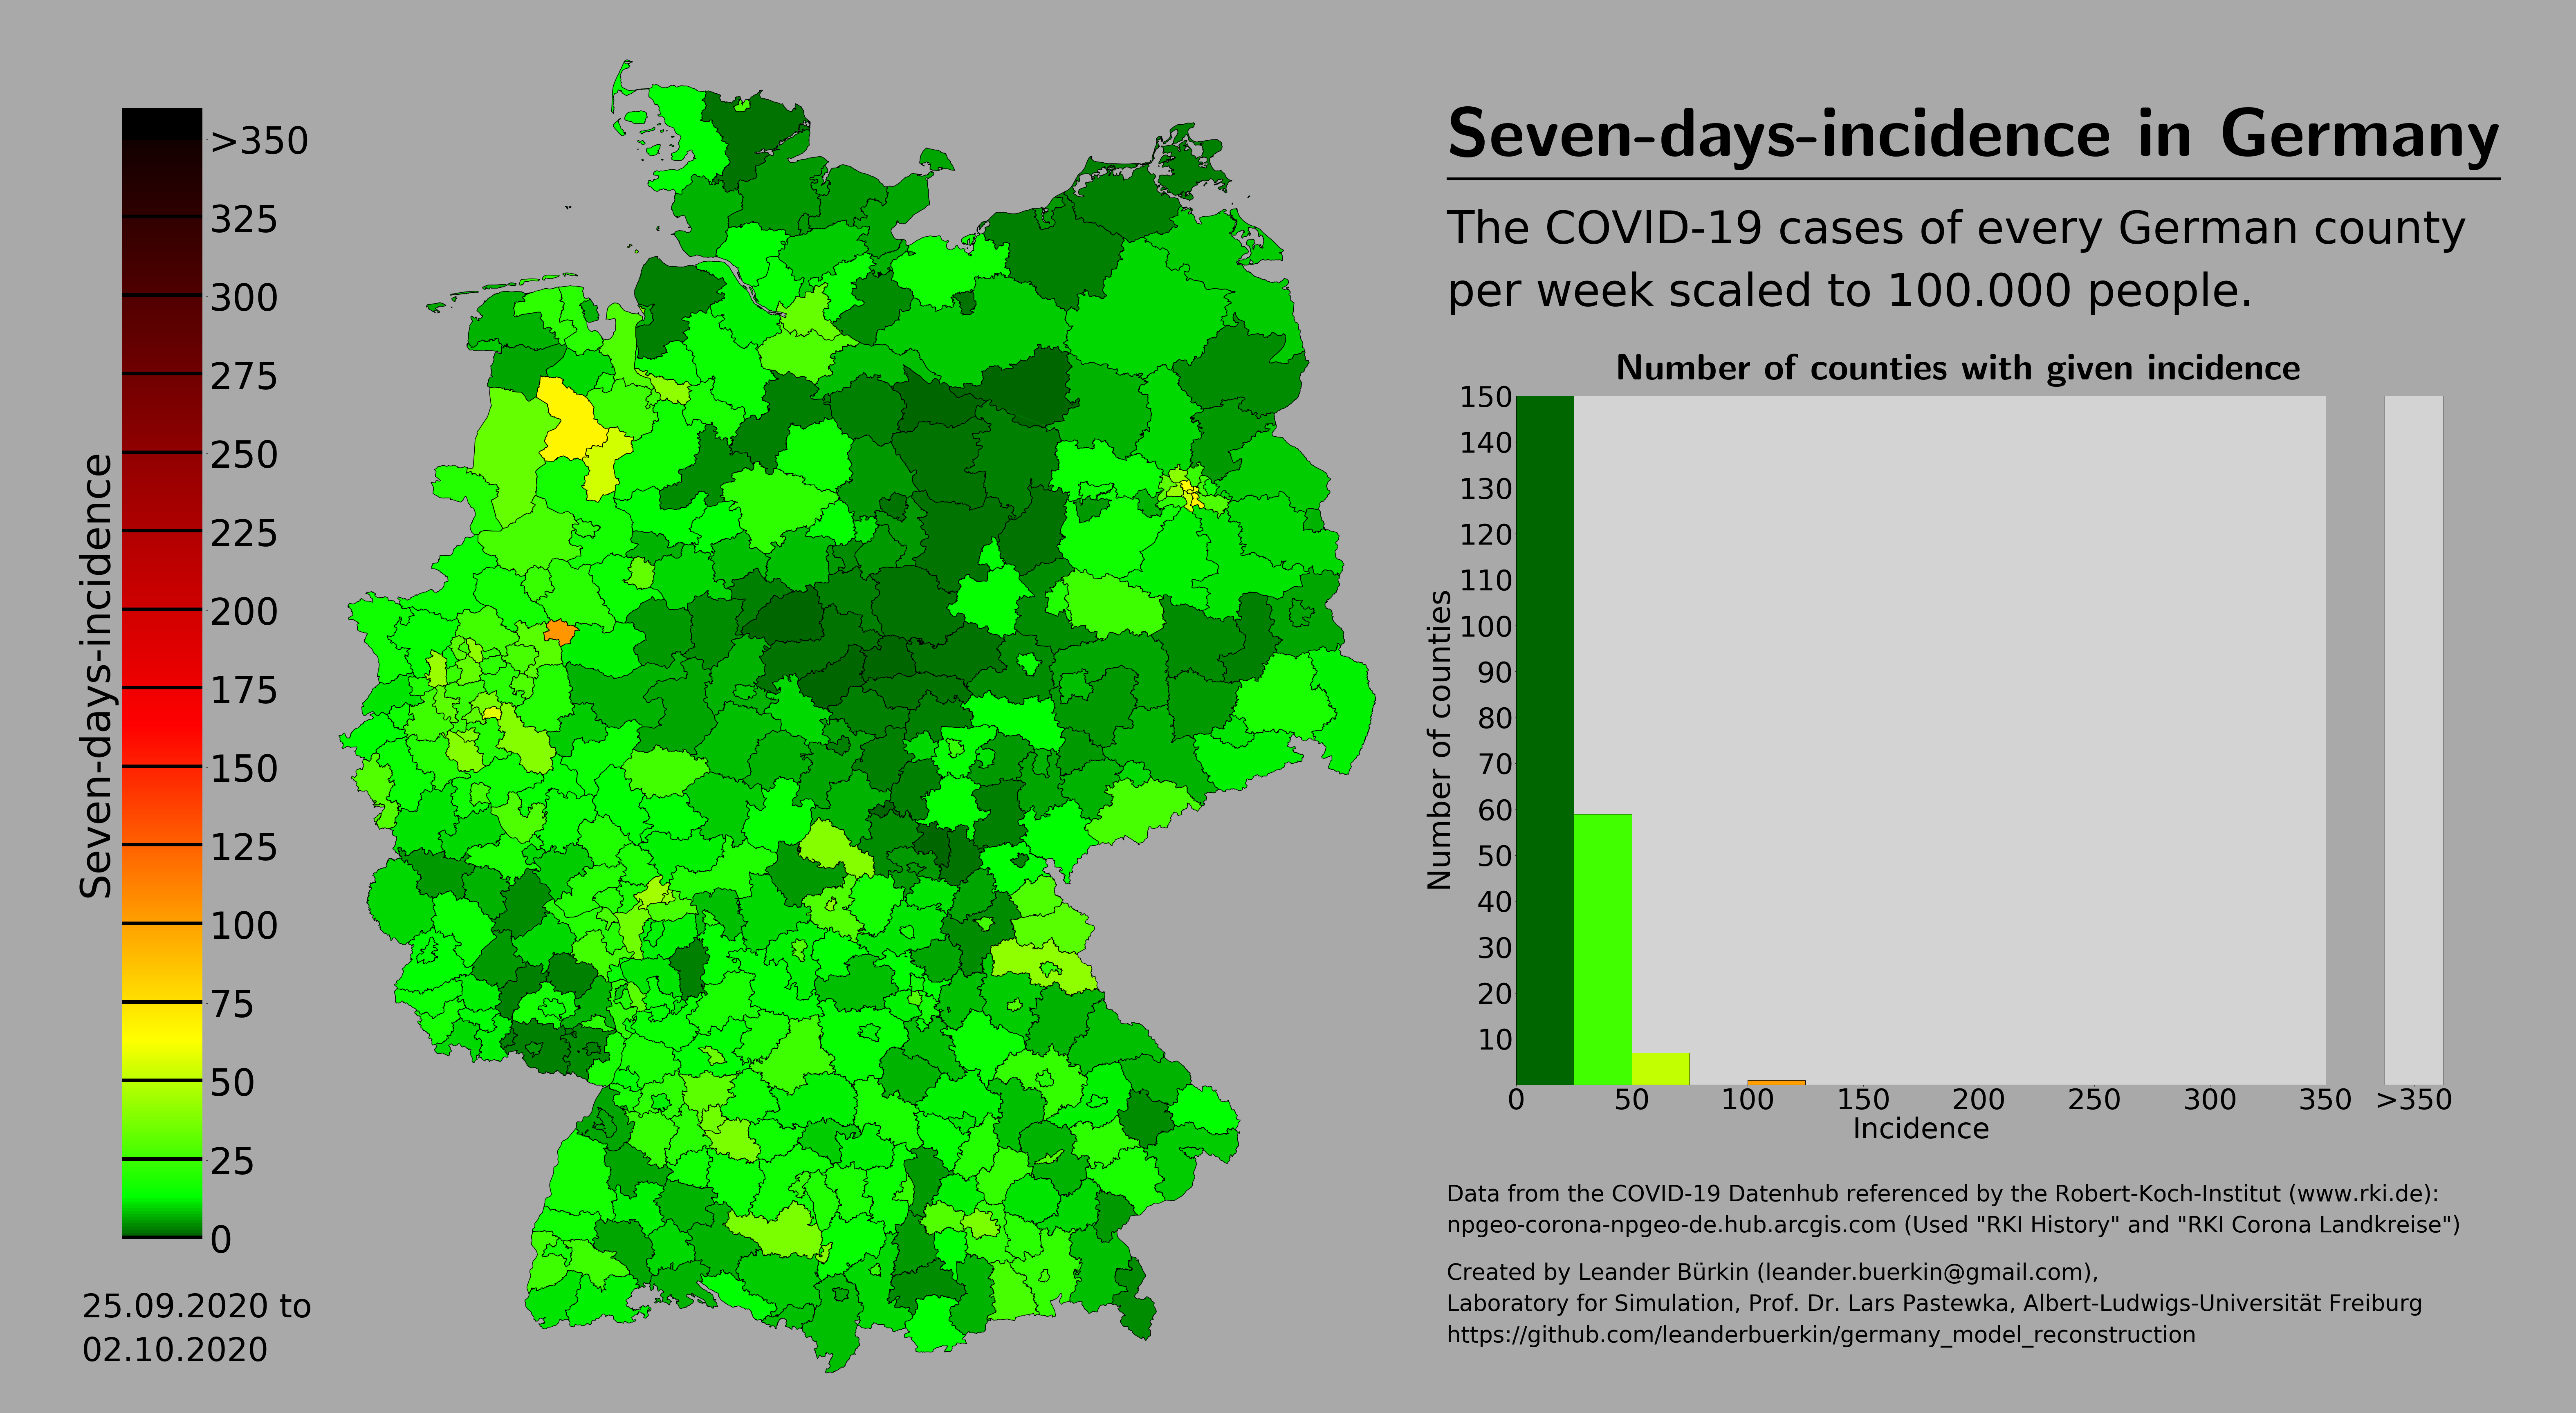 Seven-days-incidence in Germany
The COVID-19 cases of every German county
per week scaled to 100.000 people.
Seven-days-incidence
>350
325
300
275
250
225
200
175
150
125
100
75
50
25
0
25.09.2020 to
02.10.2020
Number of counties with given incidence
Number of counties
150
140
130
120
110
100
90
80
70
60
50
40
30
20
10
0 50 100 150 200 250 300 350 >350
Incidence
Data from the COVID-19 Datenhub referenced by the Robert-Koch-Institut (www.rki.de):
npgeo-corona-npgeo-de.hub.arcgis.com (Used "RKI History" and "RKI Corona Landkreise")
Created by Leander Bürkin (leander.buerkin@gmail.com),
Laboratory for Simulation, Prof. Dr. Lars Pastewka, Albert-Ludwigs-Universität Freiburg
https://github.com/leanderbuerkin/germany_model_reconstruction